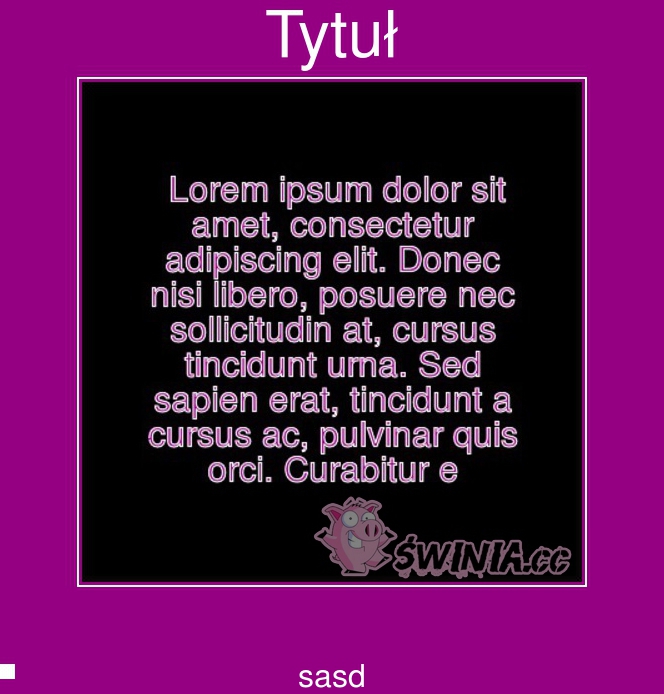 Tytuł
Lorem ipsum dolor sit
amet, consectetur
adipiscing elit. Donec
nisi libero, posuere nec
sollicitudin at, cursus
tincidunt urna. Sed
sapien erat, tincidunt a
cursus ac, pulvinar quis
orci. Curabitur e
ŚWINIA.cc
sasd